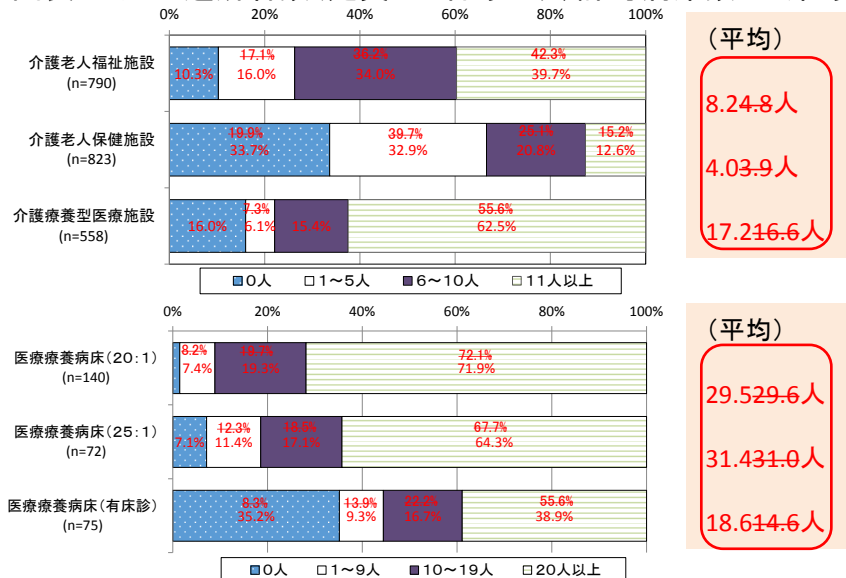 0% 20% 40% 60% 80% 100%
(平均)
介護老人福祉施設
(n=790)
17.1% 36.2% 42.3%
10.3% 16.0% 34.0% 39.7%
8.24.8人
介護老人保健施設
(n=823)
19.9% 39.7% 25.1% 15.2%
33.7% 32.9% 20.8% 12.6%
4.03.9人
介護療養型医療施設
(n=558)
7.3% 55.6%
16.0% 6.1% 15.4% 62.5%
17.216.6人
0人 1～5人 6～10人 11人以上
0% 20% 40% 60% 80% 100%
(平均)
医療療養病床(20:1)
(n=140)
8.2% 19.7% 72.1%
7.4% 19.3% 71.9%
29.529.6人
医療療養病床(25:1)
(n=72)
12.3% 18.5% 67.7%
7.1% 11.4% 17.1% 64.3%
31.431.0人
医療療養病床(有床診)
(n=75)
8.3% 13.9% 22.2% 55.6%
35.2% 9.3% 16.7% 38.9%
18.614.6人
0人 1～9人 10～19人 20人以上